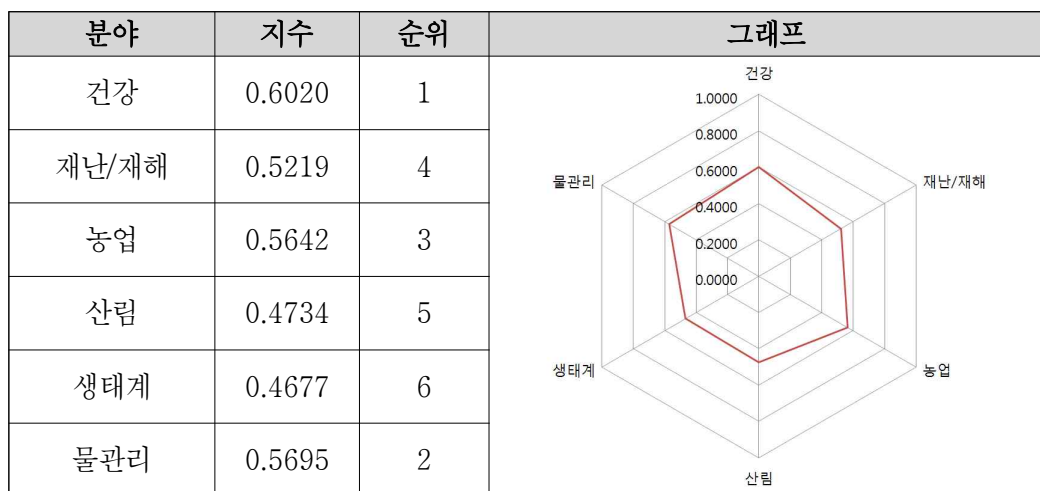 분야 지수 순위 그래프
건강 0.6020 1
재난/재해 0.5219 4
농업 0.5642 3
산림 0.4734 5
생태계 0.4677 6
물관리 0.5695 2
건강
1.0000
0.8000
0.6000
0.4000
0.2000
0.0000
물관리
재난/재해
생태계
농업
산림